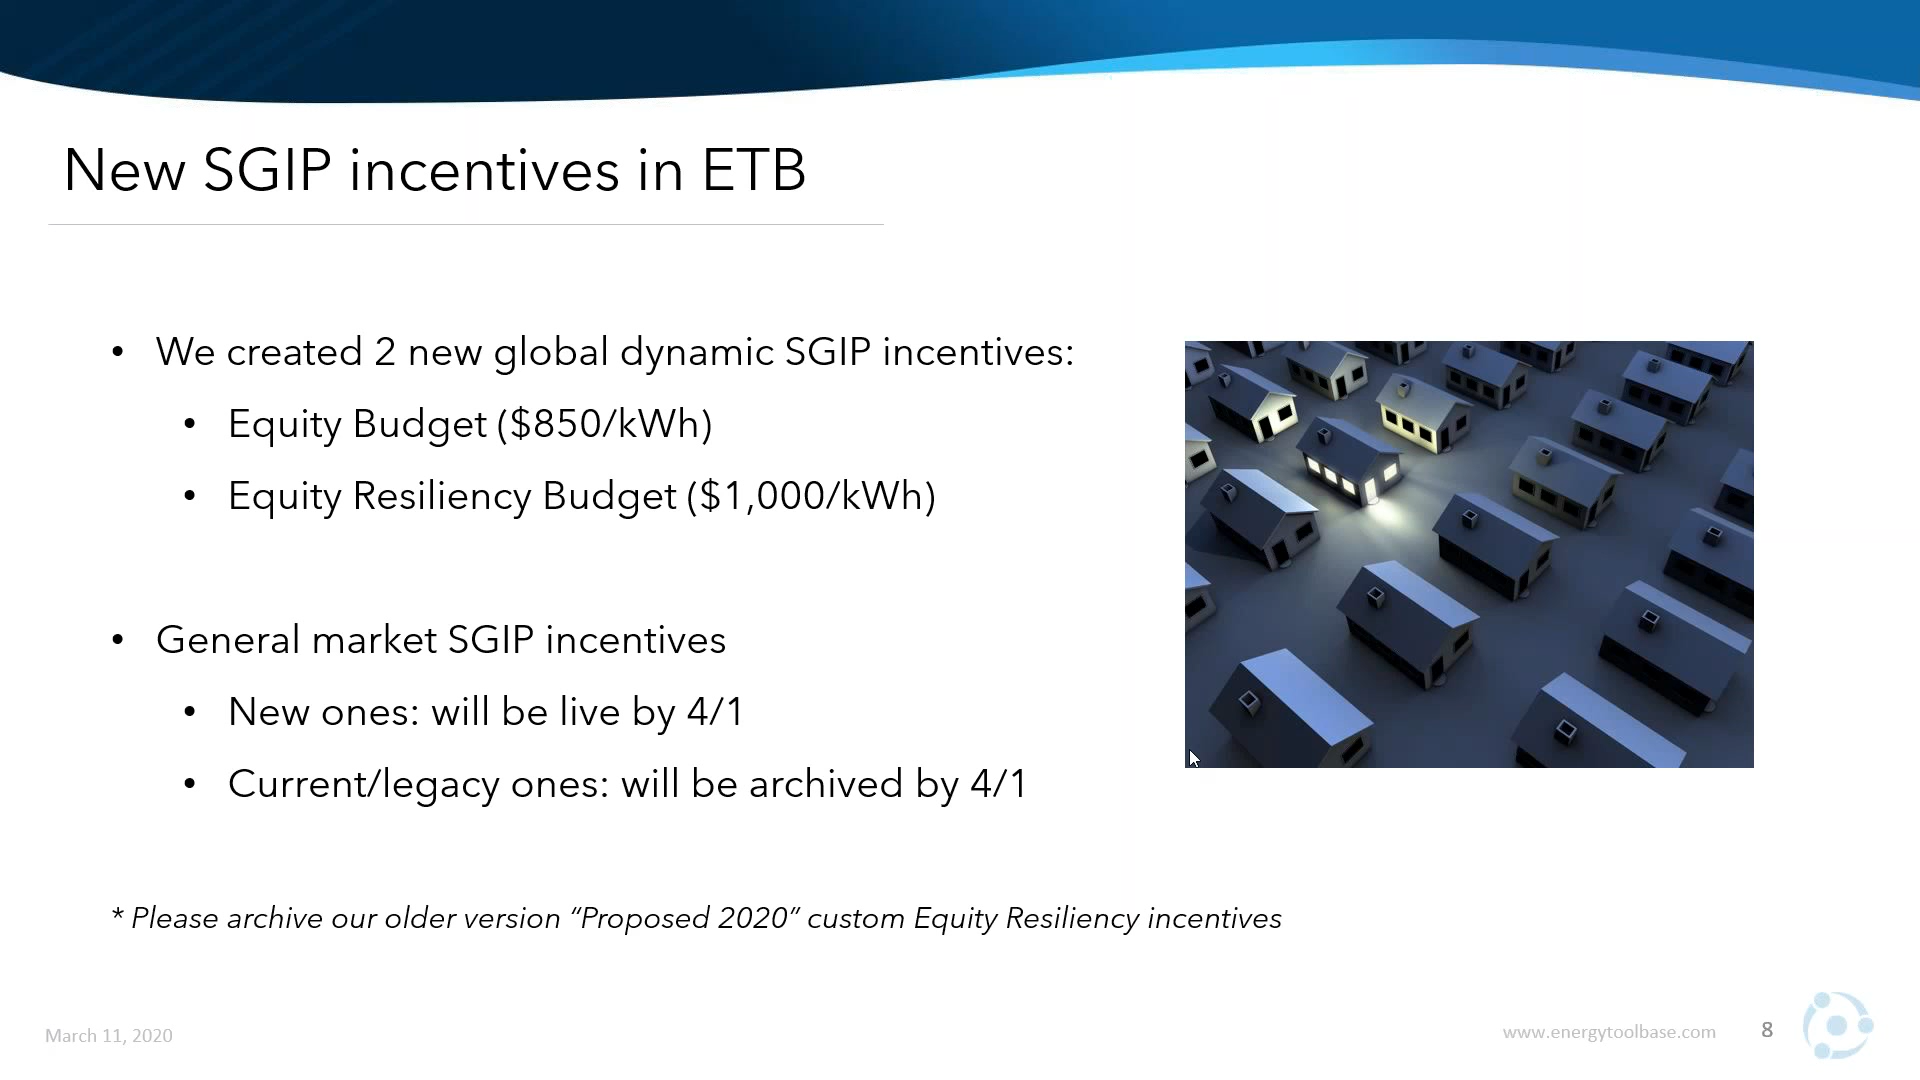 New SGIP incentives in ETB
• We created 2 new global dynamic SGIP incentives:
• Equity Budget ($850/kWh)
• Equity Resiliency Budget ($1,000/kWh)
• General market SGIP incentives
• New ones: will be live by 4/1
• Current/legacy ones: will be archived by 4/1
* Please archive our older version “Proposed 2020” custom Equity Resiliency incentives
March 11, 2020
www.energytoolbase.com
8